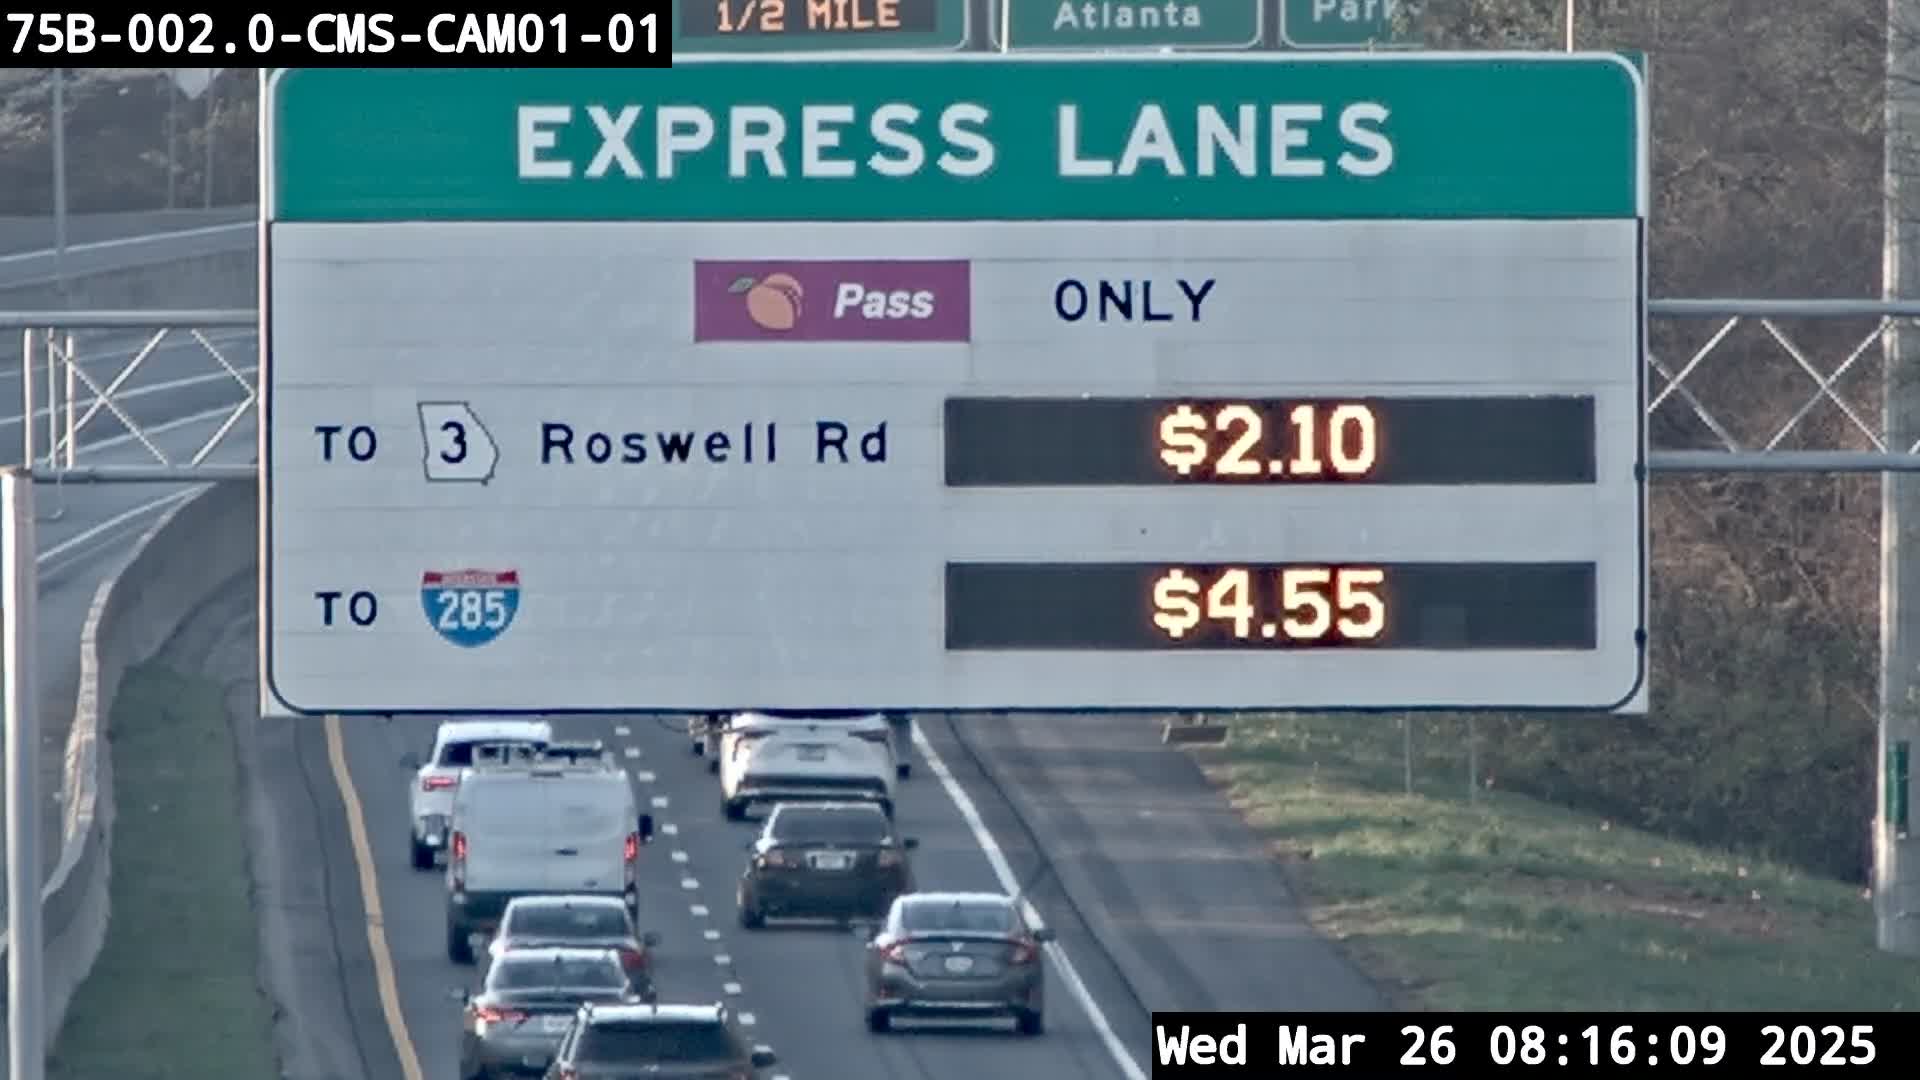 75B-002.0-CMS-CAM01-01
1/2 MILE
Atlanta
Park
EXPRESS LANES
Pass ONLY
TO 3 Roswell Rd $2.10
TO 285 $4.55
Wed Mar 26 08:16:09 2025